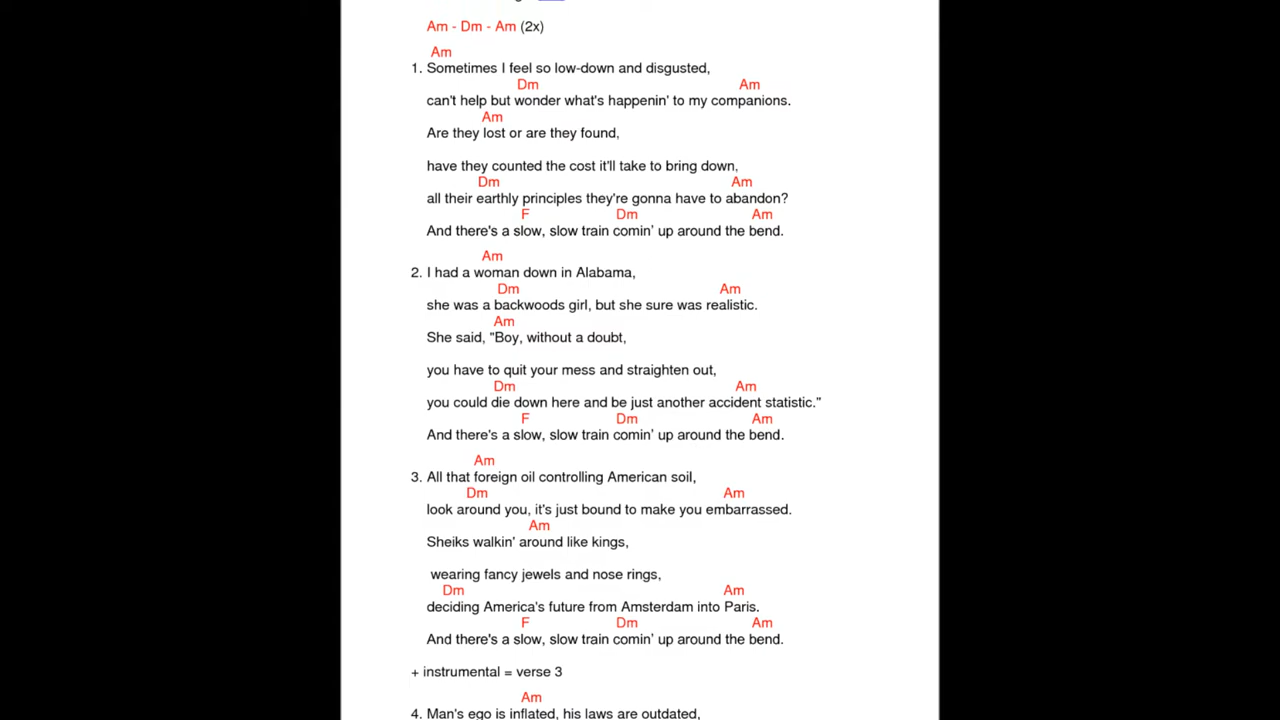 Am - Dm - Am (2x)
Am
1. Sometimes I feel so low-down and disgusted,
Dm Am
can't help but wonder what's happenin' to my companions.
Am
Are they lost or are they found,
have they counted the cost it'll take to bring down,
Dm Am
all their earthly principles they're gonna have to abandon?
F Dm Am
And there's a slow, slow train comin' up around the bend.
Am
2. I had a woman down in Alabama,
Dm Am
she was a backwoods girl, but she sure was realistic.
Am
She said, "Boy, without a doubt,
you have to quit your mess and straighten out,
Dm Am
you could die down here and be just another accident statistic."
F Dm Am
And there's a slow, slow train comin' up around the bend.
Am
3. All that foreign oil controlling American soil,
Dm Am
look around you, it's just bound to make you embarrassed.
Am
Sheiks walkin' around like kings,
wearing fancy jewels and nose rings,
Dm Am
deciding America's future from Amsterdam into Paris.
F Dm Am
And there's a slow, slow train comin' up around the bend.
+ instrumental = verse 3
Am
4. Man's ego is inflated, his laws are outdated,